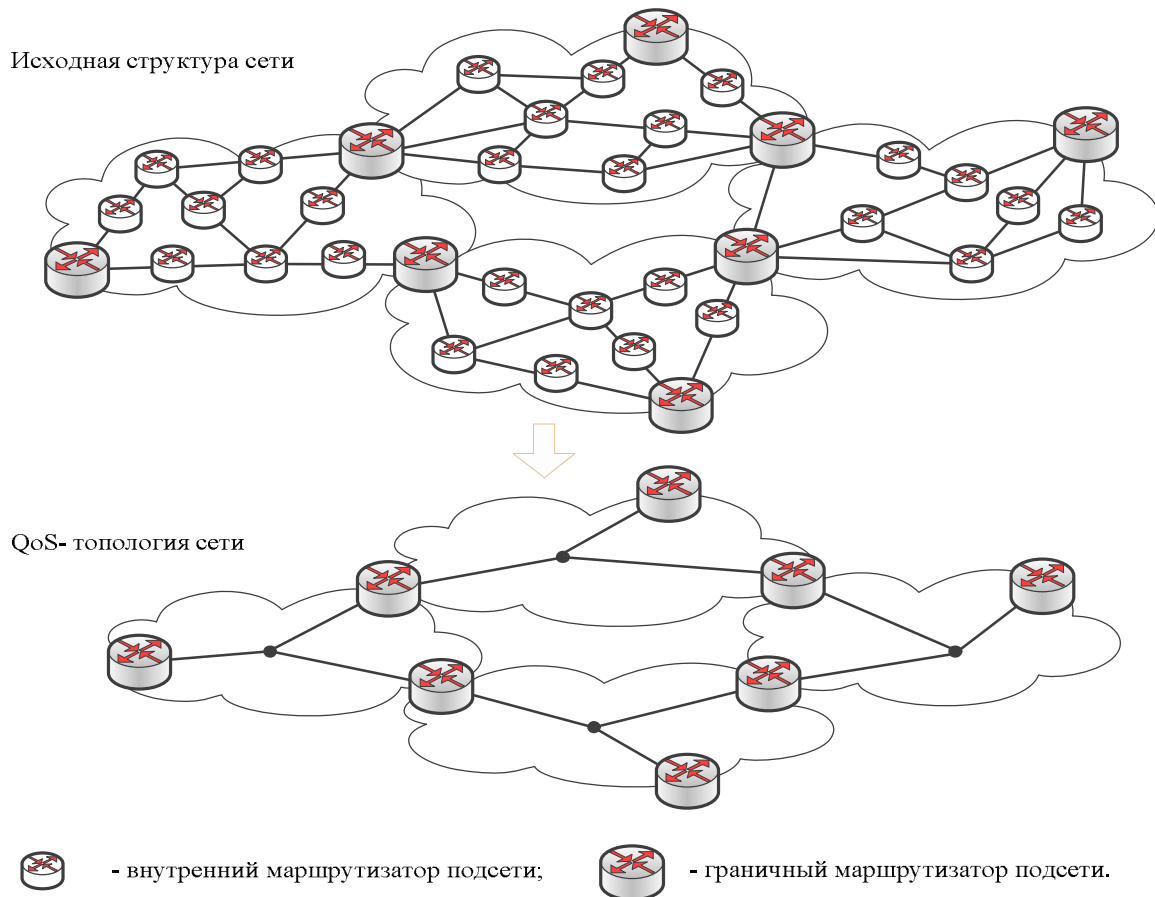 Исходная структура сети
QoS- топология сети
- внутренний маршрутизатор подсети;
- граничный маршрутизатор подсети.